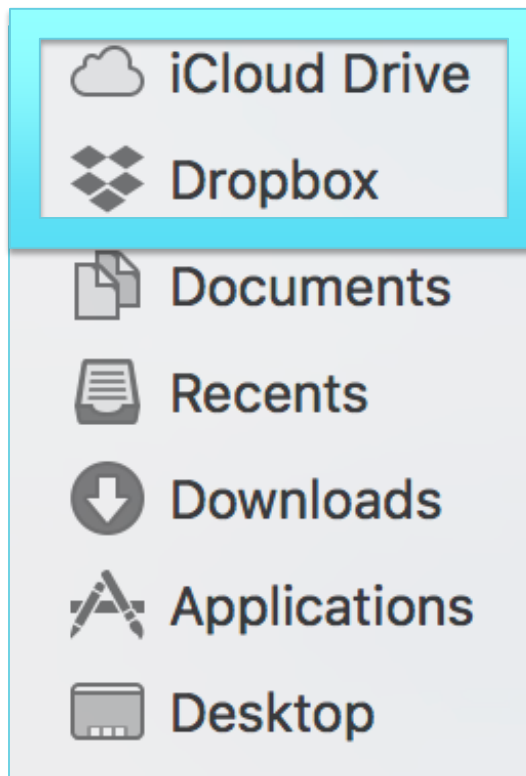 iCloud Drive
Dropbox
Documents
Recents
Downloads
Applications
Desktop